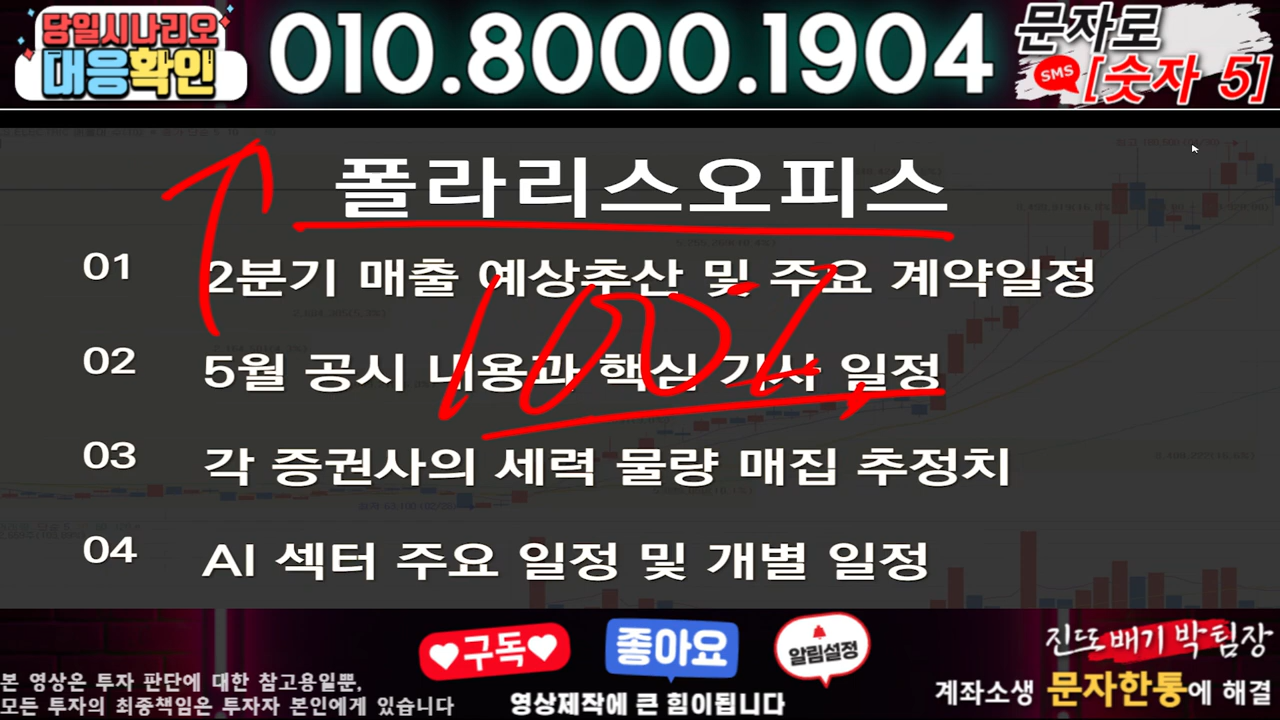 당일시나리오
대응확인
010.8000.1904
문자로
SMS
[숫자 5]
폴라리스오피스
01 2분기 매출 예상추산 및 주요 계약일정
100%
02 5월 공시 내용과 핵심 기사 일정
03 각 증권사의 세력 물량 매집 추정치
04 AI 섹터 주요 일정 및 개별 일정
구독
좋아요
알림설정
영상제작에 큰 힘이됩니다
본 영상은 투자 판단에 대한 참고용일뿐,
모든 투자의 최종책임은 투자자 본인에게 있습니다
진또배기 박팀장
계좌소생 문자한통에 해결